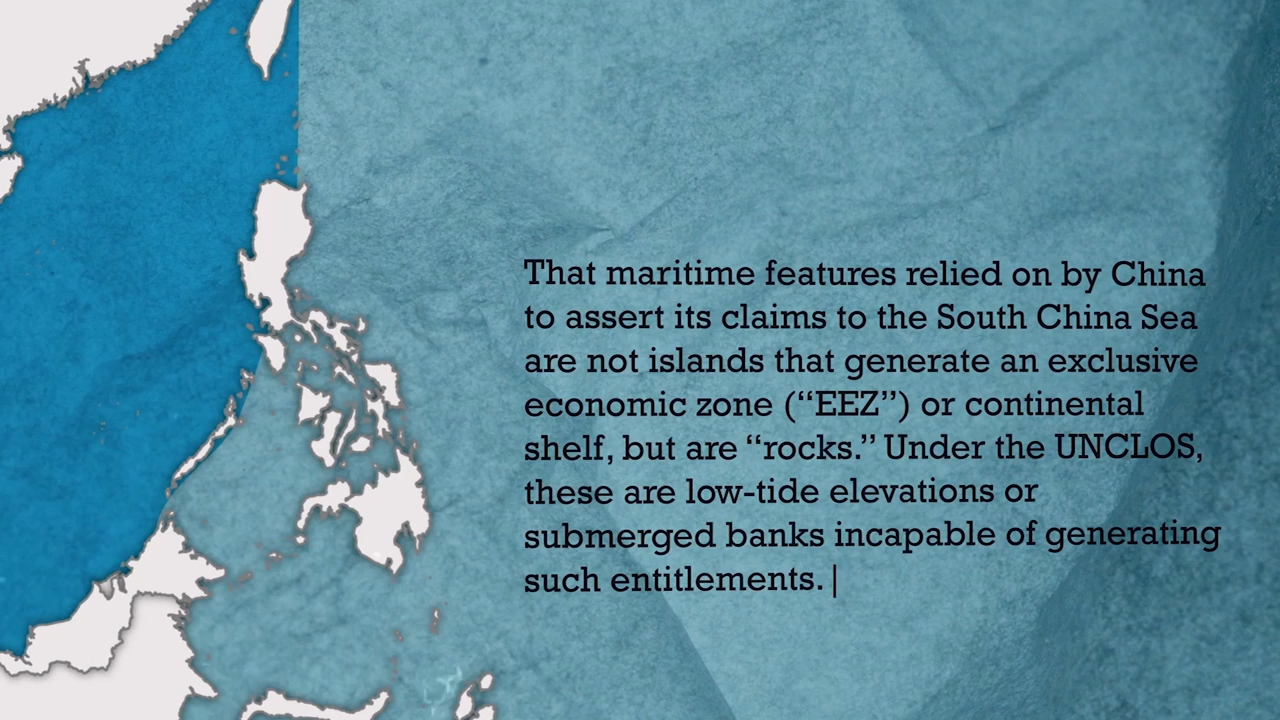 That maritime features relied on by China
to assert its claims to the South China Sea
are not islands that generate an exclusive
economic zone (“EEZ”) or continental
shelf, but are “rocks.” Under the UNCLOS,
these are low-tide elevations or
submerged banks incapable of generating
such entitlements.